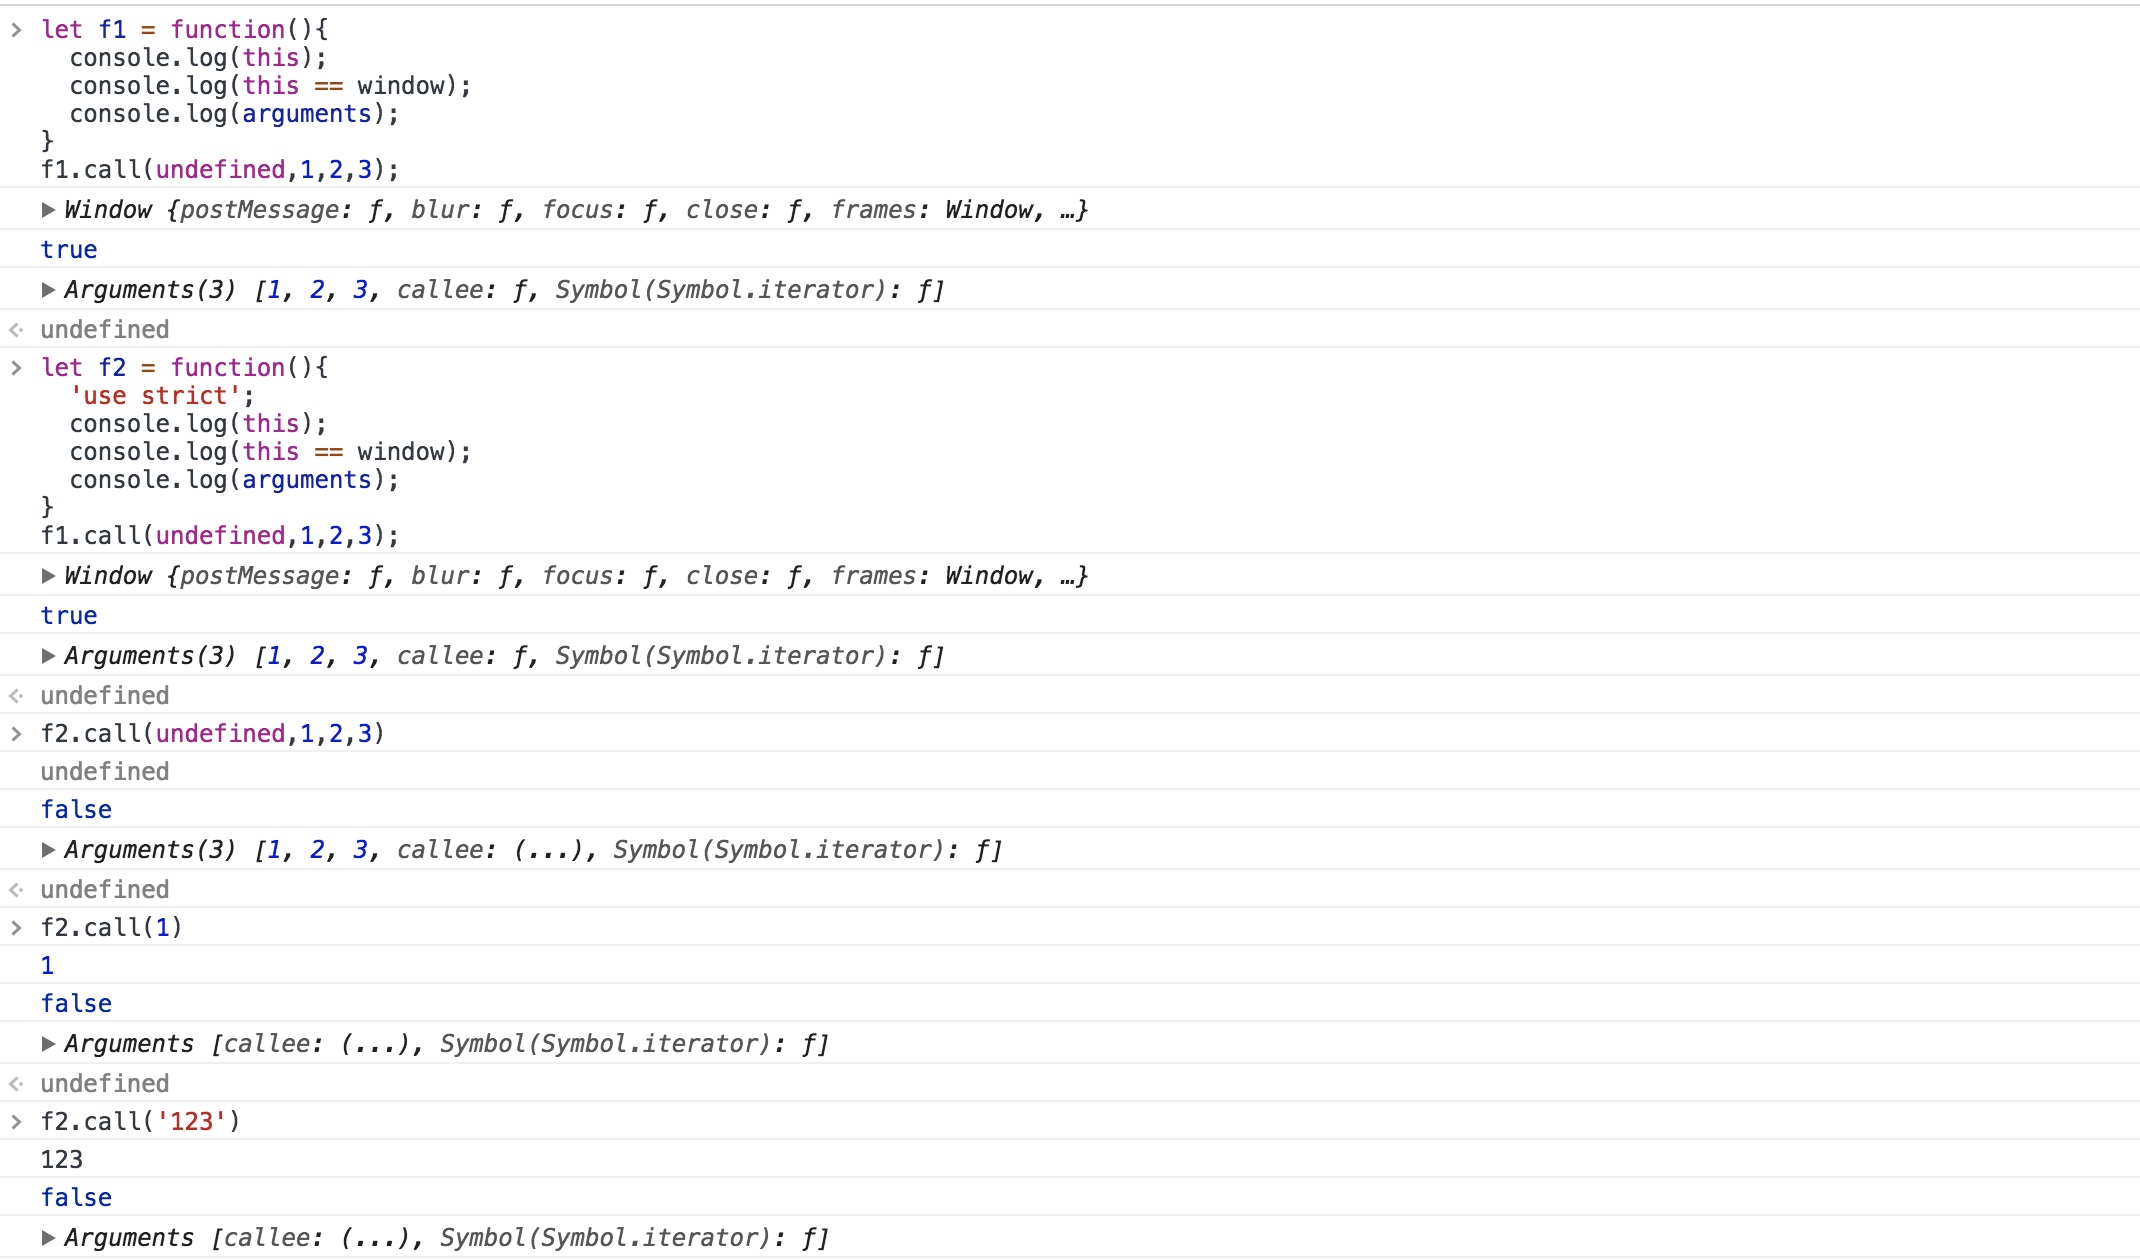 > let f1 = function(){
  console.log(this);
  console.log(this == window);
  console.log(arguments);
}
f1.call(undefined,1,2,3);
▶Window {postMessage: ƒ, blur: ƒ, focus: ƒ, close: ƒ, frames: Window, …}
true
▶Arguments(3) [1, 2, 3, callee: ƒ, Symbol(Symbol.iterator): ƒ]
<· undefined
> let f2 = function(){
  'use strict';
  console.log(this);
  console.log(this == window);
  console.log(arguments);
}
f1.call(undefined,1,2,3);
▶Window {postMessage: ƒ, blur: ƒ, focus: ƒ, close: ƒ, frames: Window, …}
true
▶Arguments(3) [1, 2, 3, callee: ƒ, Symbol(Symbol.iterator): ƒ]
<· undefined
> f2.call(undefined,1,2,3)
undefined
false
▶Arguments(3) [1, 2, 3, callee: (...), Symbol(Symbol.iterator): ƒ]
<· undefined
> f2.call(1)
1
false
▶Arguments [callee: (...), Symbol(Symbol.iterator): ƒ]
<· undefined
> f2.call('123')
123
false
▶Arguments [callee: (...), Symbol(Symbol.iterator): ƒ]